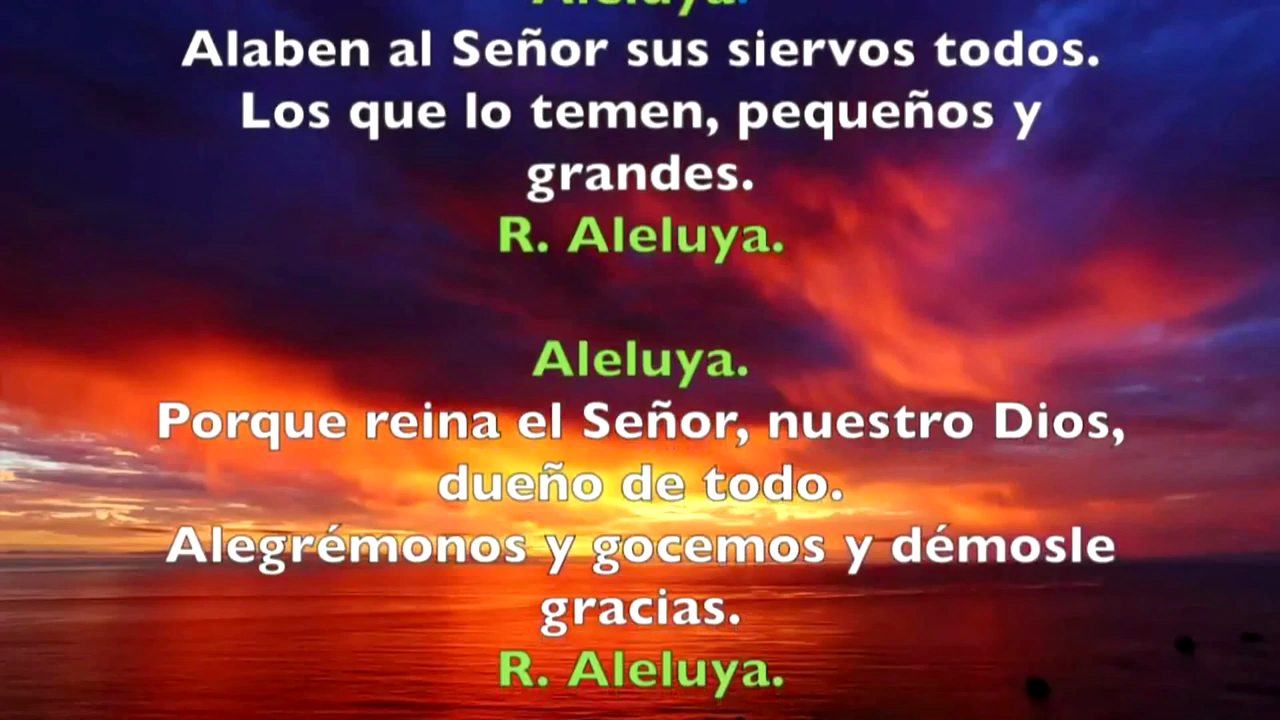 Aleluya.
Alaben al Señor sus siervos todos.
Los que lo temen, pequeños y
grandes.
R. Aleluya.
Aleluya.
Porque reina el Señor, nuestro Dios,
dueño de todo.
Alegrémonos y gocemos y démosle
gracias.
R. Aleluya.